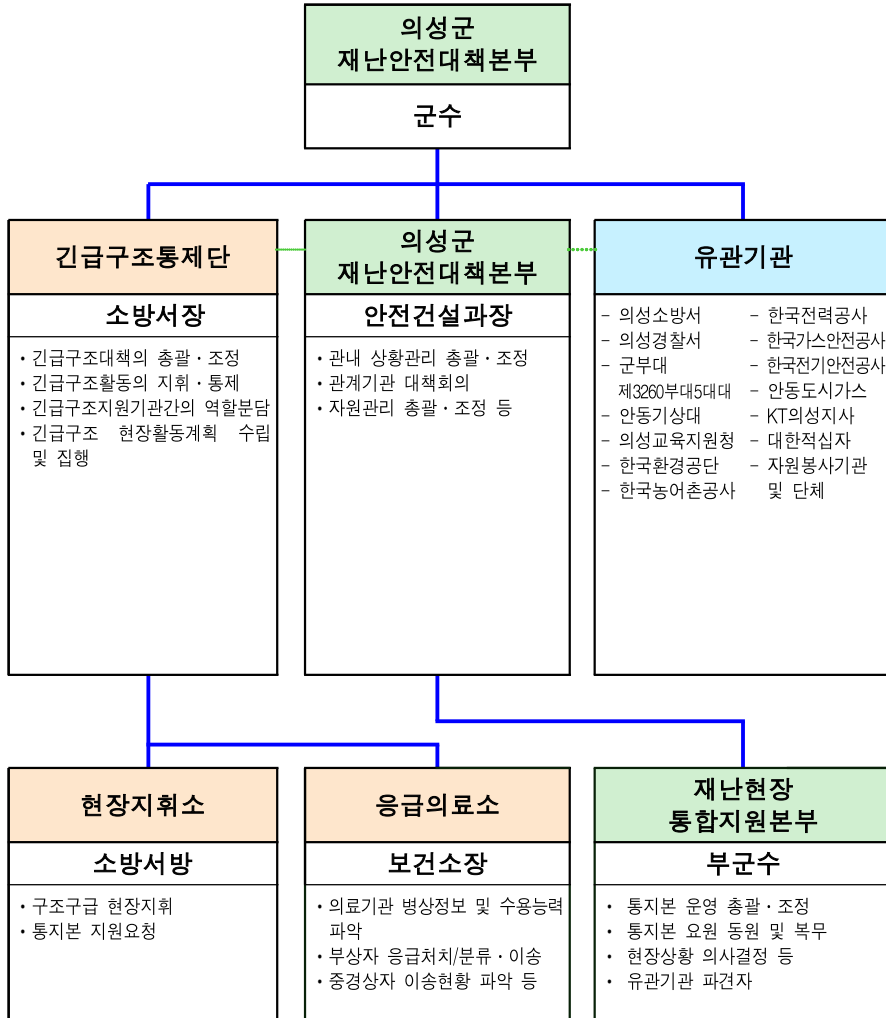 의성군
재난안전대책본부
군수
긴급구조통제단
소방서장
• 긴급구조대책의 총괄·조정
• 긴급구조활동의 지휘·통제
• 긴급구조지원기관간의 역할분담
• 긴급구조 현장활동계획 수립
및 집행
의성군
재난안전대책본부
안전건설과장
• 관내 상황관리 총괄·조정
• 관계기관 대책회의
• 자원관리 총괄·조정 등
유관기관
- 의성소방서
- 의성경찰서
- 군부대
제3260부대5대대
- 안동기상대
- 의성교육지원청
- 한국환경공단
- 한국농어촌공사
- 한국전력공사
- 한국가스안전공사
- 한국전기안전공사
- 안동도시가스
- KT의성지사
- 대한적십자
- 자원봉사기관
및 단체
현장지휘소
소방서방
• 구조구급 현장지휘
• 통지본 지원요청
응급의료소
보건소장
• 의료기관 병상정보 및 수용능력
파악
• 부상자 응급처치/분류·이송
• 중경상자 이송현황 파악 등
재난현장
통합지원본부
부군수
• 통지본 운영 총괄·조정
• 통지본 요원 동원 및 복무
• 현장상황 의사결정 등
• 유관기관 파견자